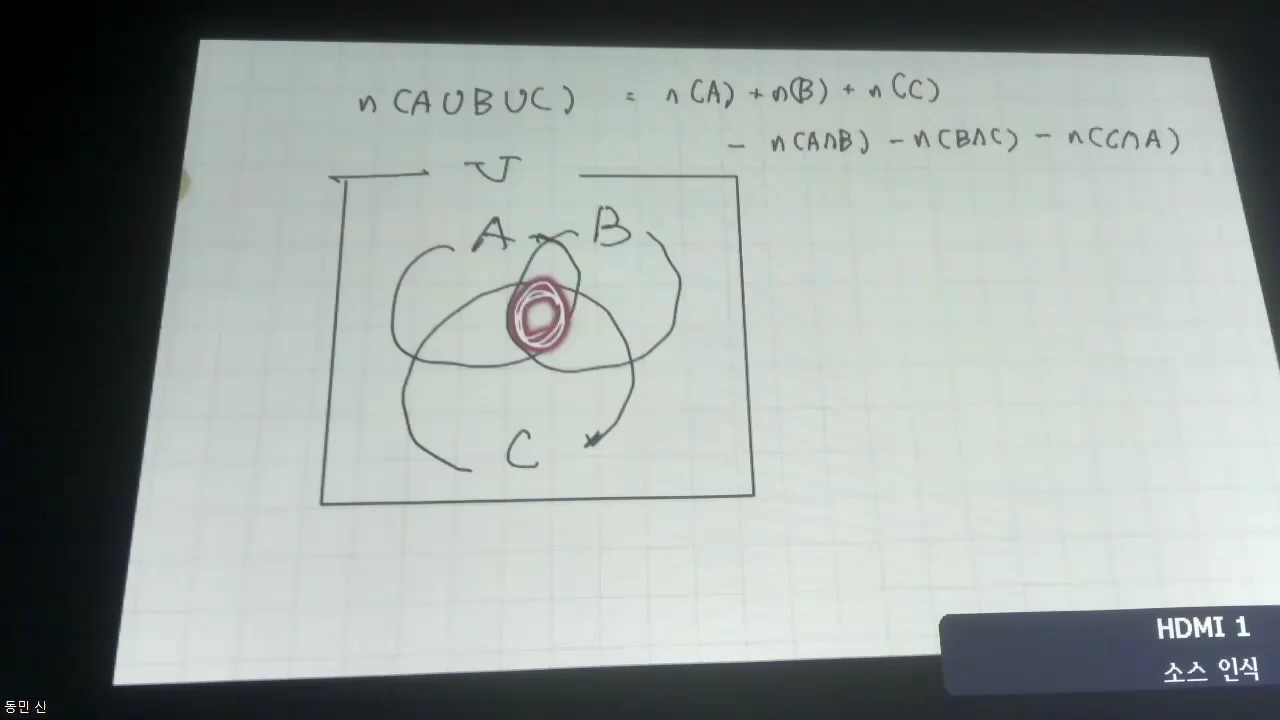 n(A∪B∪C) = n(A) + n(B) + n(C)
- n(A∩B) - n(B∩C) - n(C∩A)
U
A B
C
HDMI 1
소스 인식
동민 신